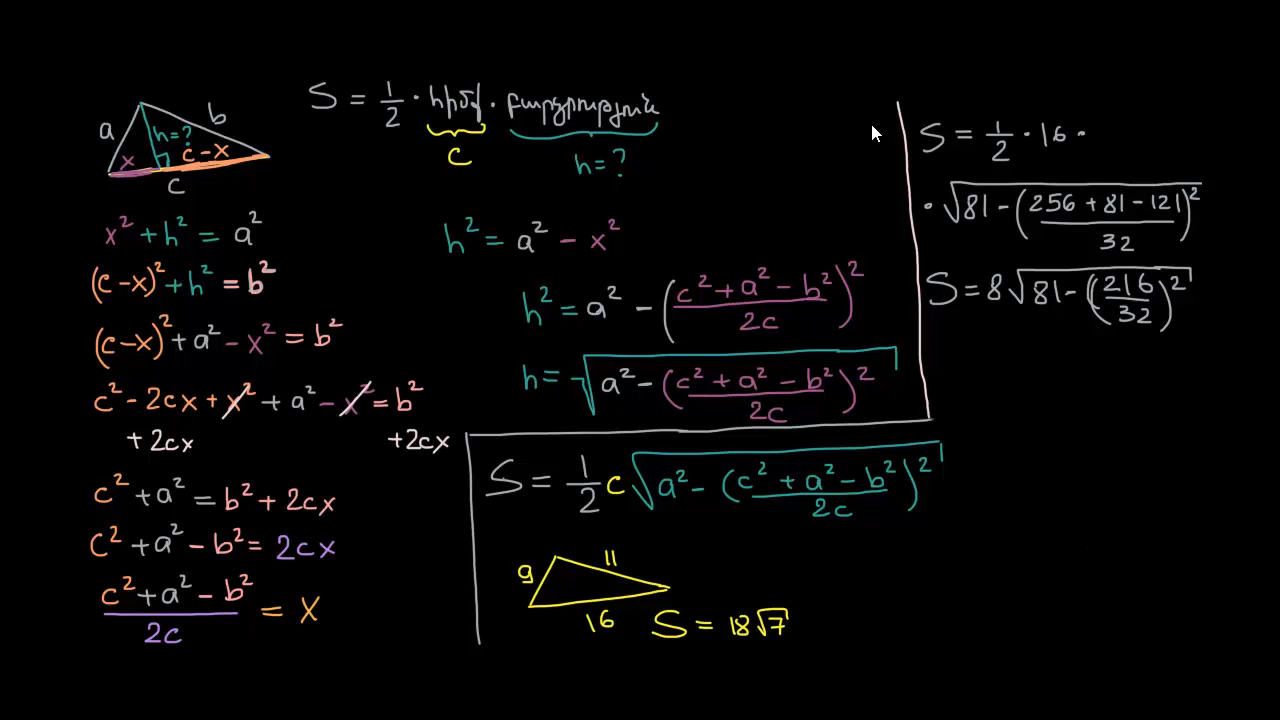 S = 1/2 · հիմք · բարձրություն
c
h = ?
a
b
h = ?
x
c - x
c
x² + h² = a²
(c - x)² + h² = b²
(c - x)² + a² - x² = b²
c² - 2cx + x² + a² - x² = b²
+ 2cx + 2cx
c² + a² = b² + 2cx
c² + a² - b² = 2cx
(c² + a² - b²)/2c = x
h² = a² - x²
h² = a² - ((c² + a² - b²)/2c)²
h = √(a² - ((c² + a² - b²)/2c)²)
S = 1/2 c √(a² - ((c² + a² - b²)/2c)²)
9
11
16
S = 18√7
S = 1/2 · 16 ·
· √(81 - ((256 + 81 - 121)/32)²)
S = 8√(81 - (216/32)²)